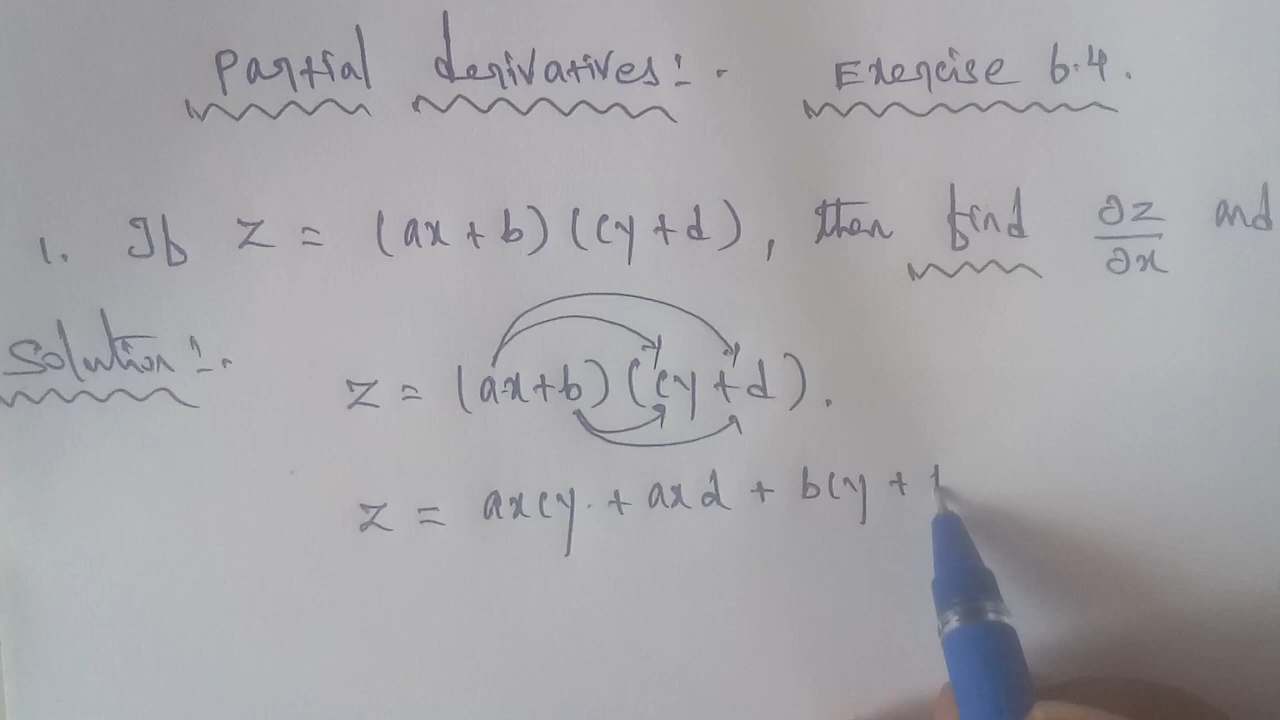 Partial derivatives:- Exercise 6.4.
1. If z = (ax+b)(cy+d), then find ∂z/∂x and
Solution:-
z = (ax+b)(cy+d).
z = axcy + axd + bcy +